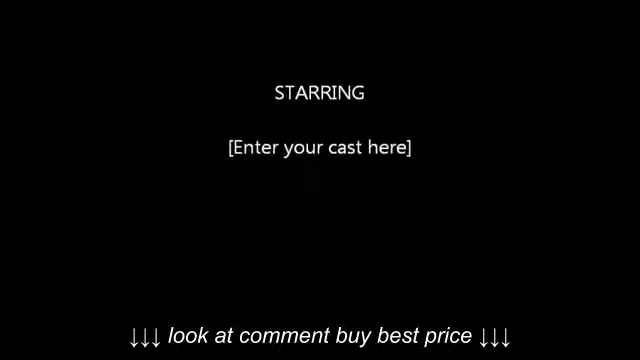 STARRING
[Enter your cast here]
↓↓↓ look at comment buy best price ↓↓↓